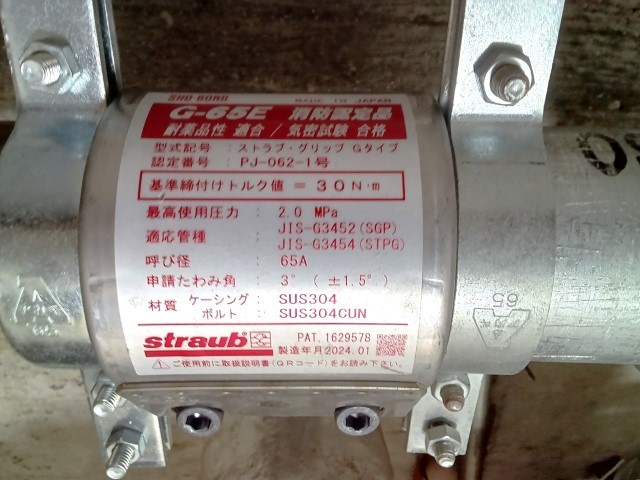 SHO-BOND MADE IN JAPAN
G-65E 消防認定品
耐薬品性 適合 / 気密試験 合格
型式記号 : ストラブ・グリップ Gタイプ
認定番号 : PJ-062-1号
基準締付けトルク値 = 30N·m
最高使用圧力 : 2.0 MPa
適応管種 : JIS-G3452(SGP)
JIS-G3454(STPG)
呼び径 : 65A
申請たわみ角 : 3° ( ±1.5°)
材質 ケーシング : SUS304
ボルト : SUS304CUN
straub PAT.1629578
製造年月2024.01
⚠ ご使用前に取扱説明書(QRコード)をお読み下さい。
65